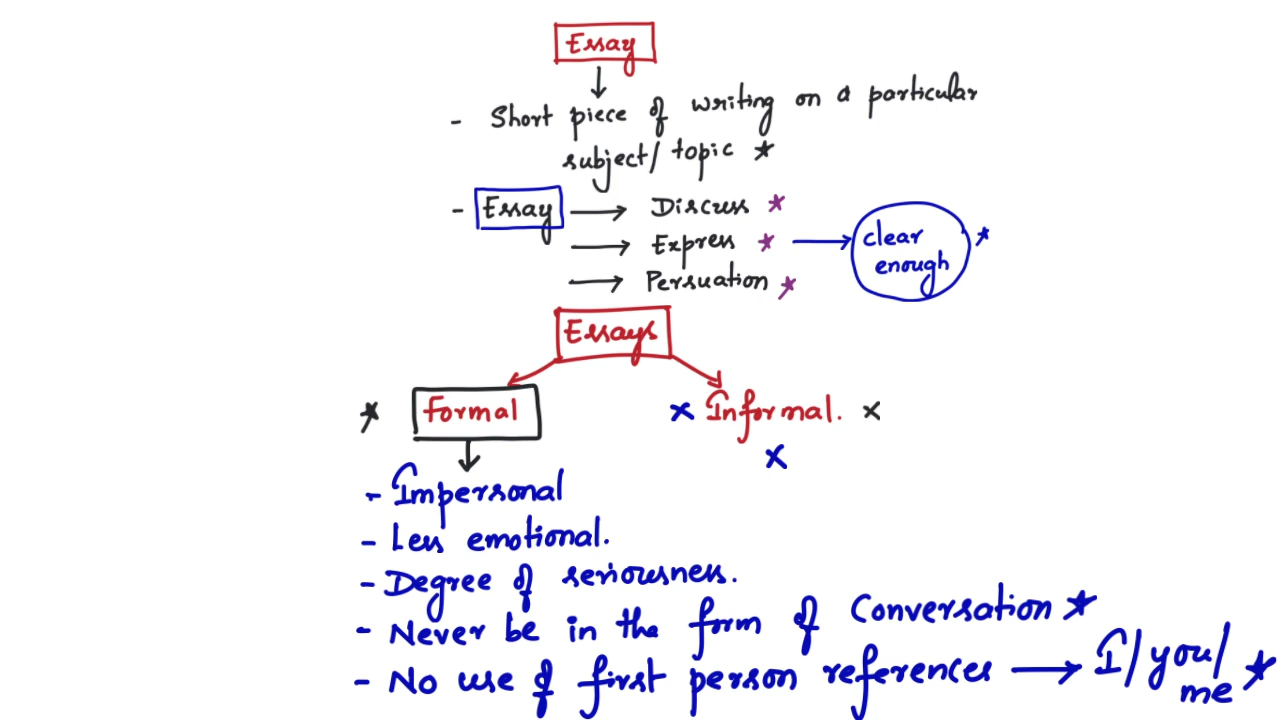 Essay
- Short piece of writing on a particular
subject/ topic *
- Essay → Discuss *
→ Express * → clear
enough *
→ Persuation *
Essays
* Formal x Informal. x
x
- Impersonal
- Less emotional.
- Degree of seriousness.
- Never be in the form of Conversation *
- No use of first person references → I/you/
me *